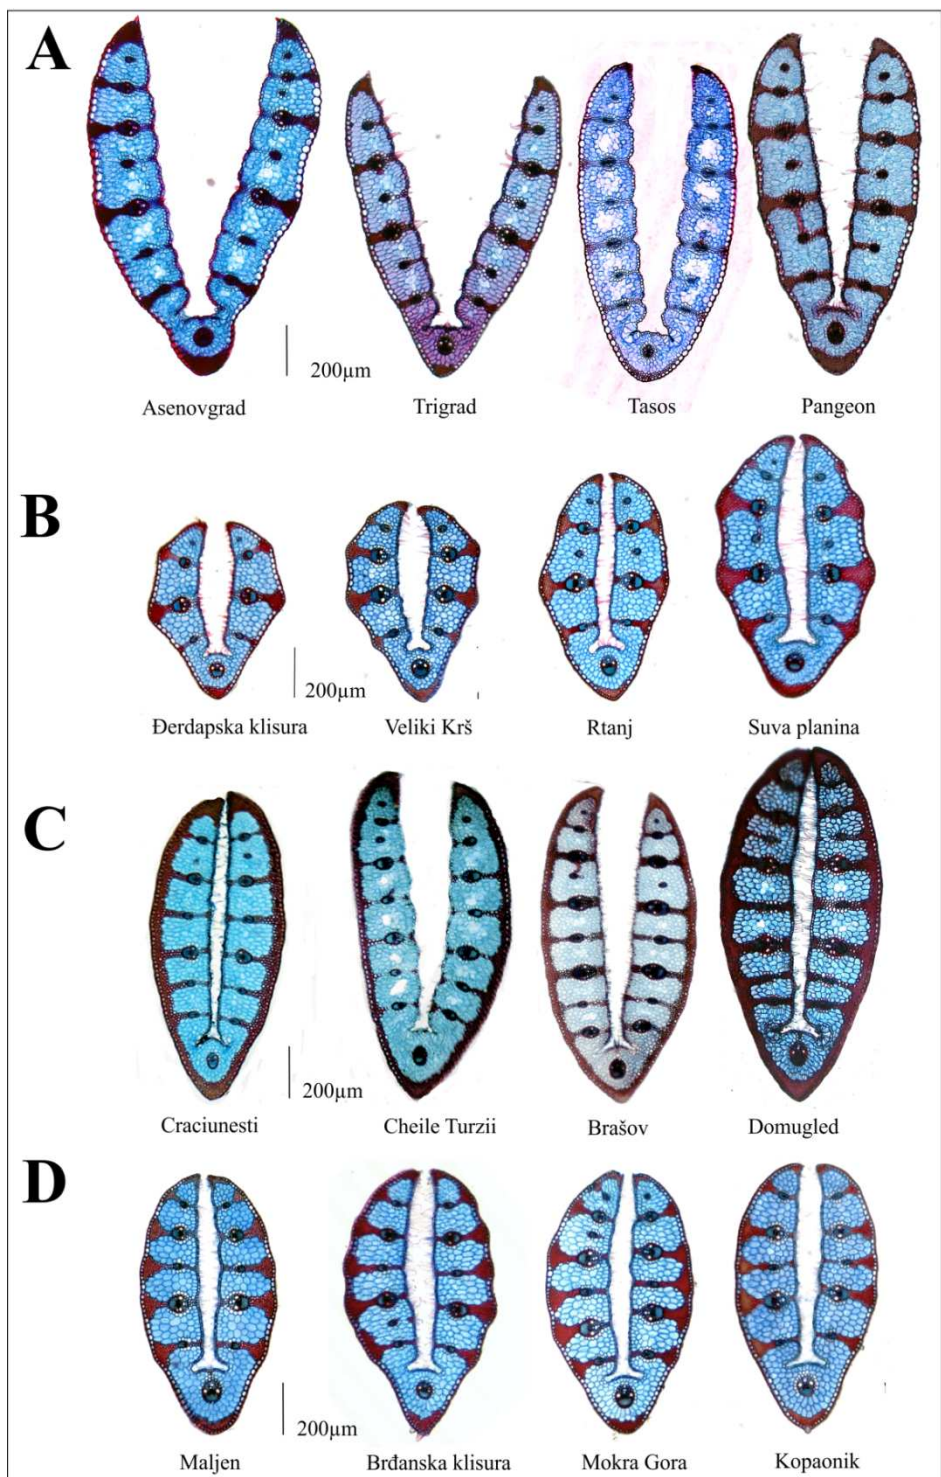 A
200µm
Asenovgrad Trigrad Tasos Pangeon
B
200µm
Đerdapska klisura Veliki Krš Rtanj Suva planina
C
200µm
Craciunesti Cheile Turzii Brašov Domugled
D
200µm
Maljen Brđanska klisura Mokra Gora Kopaonik